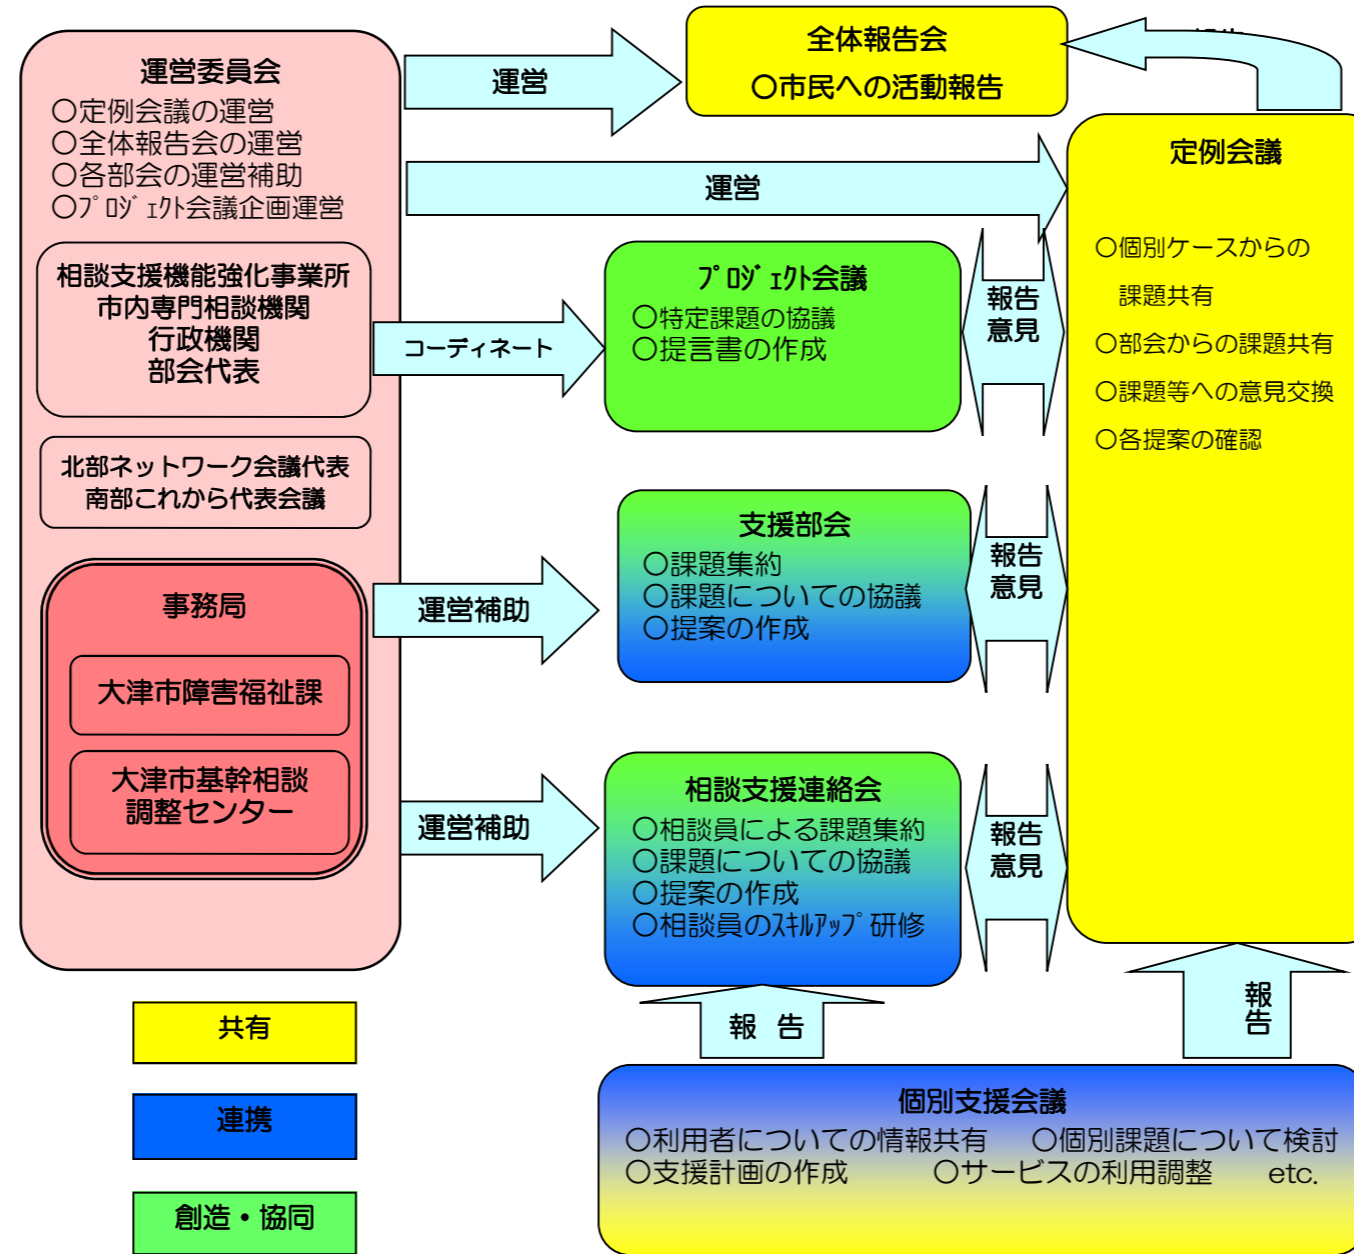 運営委員会
○定例会議の運営
○全体報告会の運営
○各部会の運営補助
○ﾌﾟﾛｼﾞｪｸﾄ会議企画運営
相談支援機能強化事業所
市内専門相談機関
行政機関
部会代表
北部ネットワーク会議代表
南部これから代表会議
事務局
大津市障害福祉課
大津市基幹相談
調整センター
運営
運営
コーディネート
運営補助
運営補助
全体報告会
○市民への活動報告
ﾌﾟﾛｼﾞｪｸﾄ会議
○特定課題の協議
○提言書の作成
支援部会
○課題集約
○課題についての協議
○提案の作成
相談支援連絡会
○相談員による課題集約
○課題についての協議
○提案の作成
○相談員のｽｷﾙｱｯﾌﾟ研修
報告
意見
報告
意見
報告
意見
定例会議
○個別ケースからの
課題共有
○部会からの課題共有
○課題等への意見交換
○各提案の確認
報 告
報告
個別支援会議
○利用者についての情報共有 ○個別課題について検討
○支援計画の作成 ○サービスの利用調整 etc.
共有
連携
創造・協同